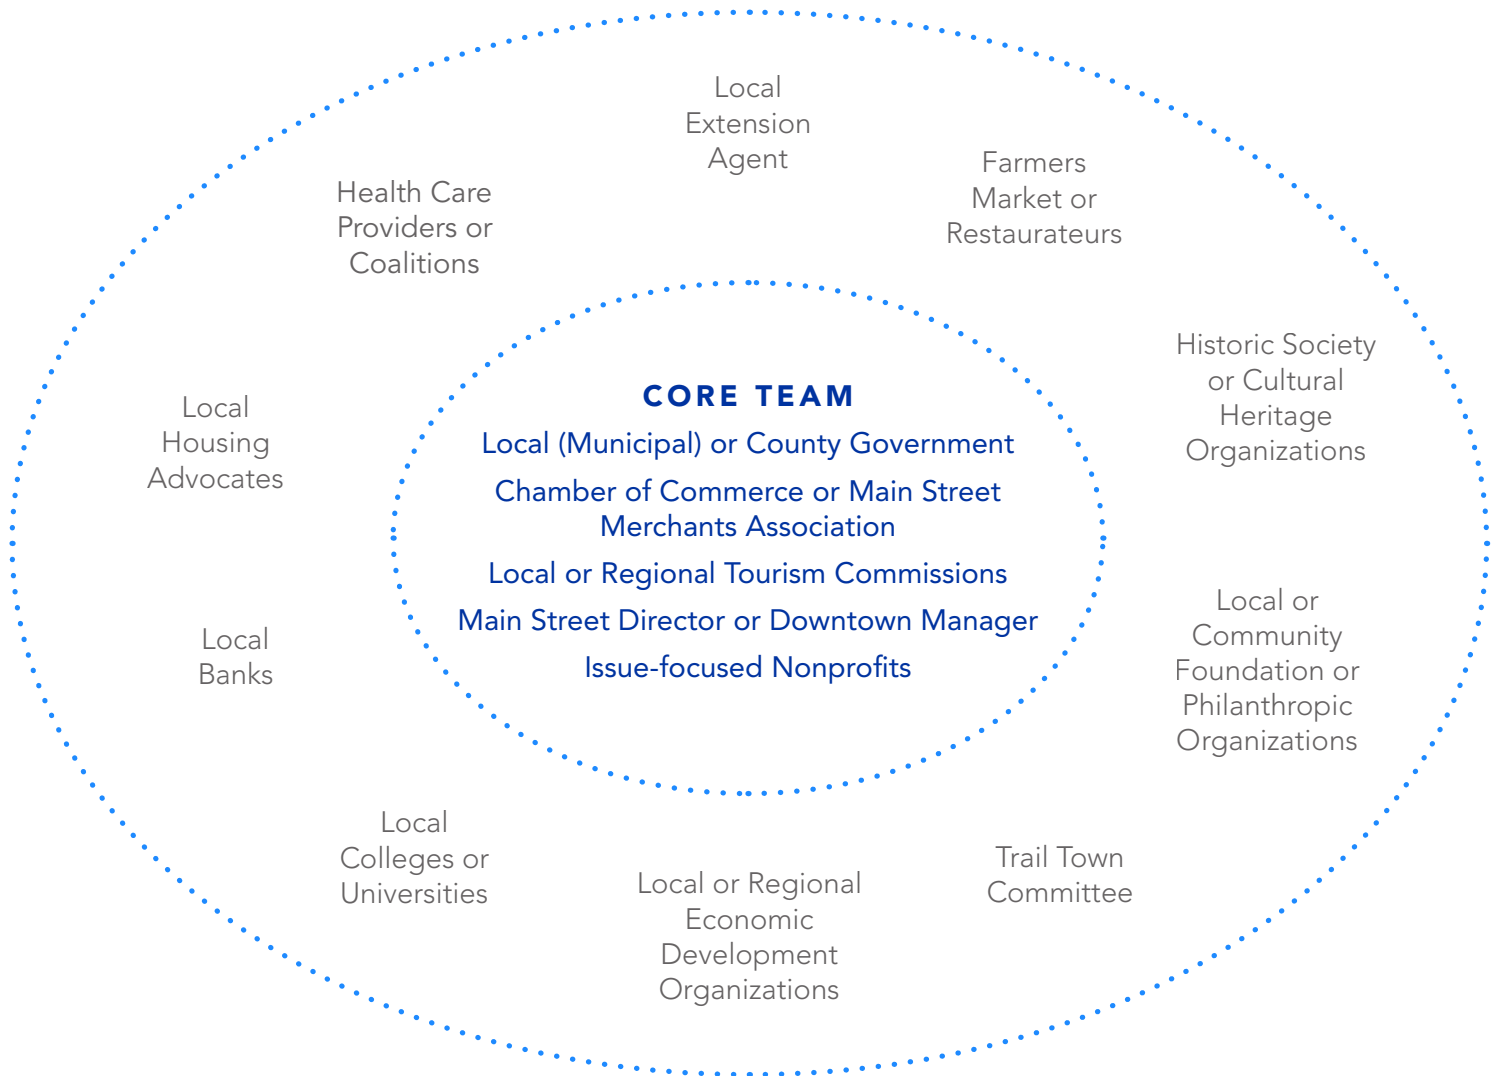 Local
Extension
Agent
Farmers
Market or
Restaurateurs
Health Care
Providers or
Coalitions
Historic Society
or Cultural
Heritage
Organizations
Local
Housing
Advocates
CORE TEAM
Local (Municipal) or County Government
Chamber of Commerce or Main Street
Merchants Association
Local or Regional Tourism Commissions
Main Street Director or Downtown Manager
Issue-focused Nonprofits
Local or
Community
Foundation or
Philanthropic
Organizations
Local
Banks
Local
Colleges or
Universities
Local or Regional
Economic
Development
Organizations
Trail Town
Committee